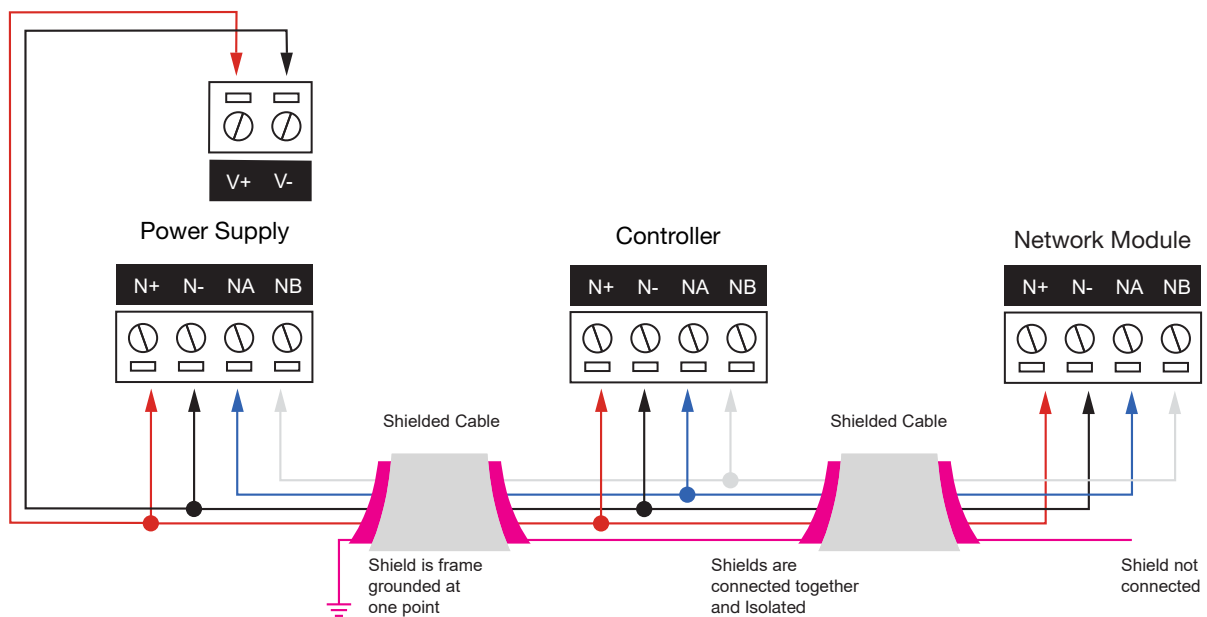 V+ V-
Power Supply
Controller
Network Module
N+ N- NA NB
N+ N- NA NB
N+ N- NA NB
Shielded Cable
Shielded Cable
Shield is frame
grounded at
one point
Shields are
connected together
and Isolated
Shield not
connected